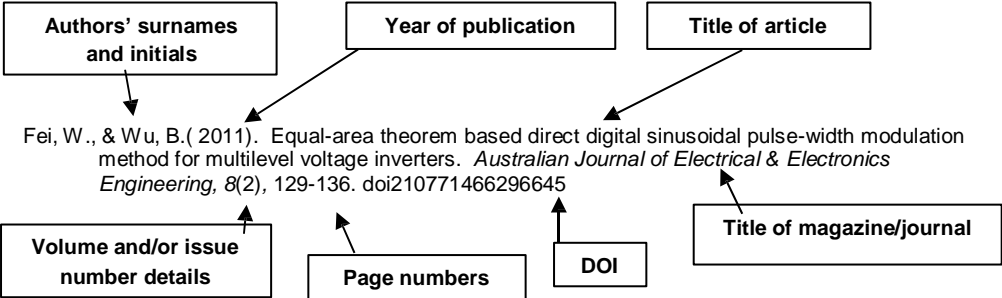 Authors' surnames
and initials
Year of publication
Title of article
Fei, W., & Wu, B.( 2011).  Equal-area theorem based direct digital sinusoidal pulse-width modulation
method for multilevel voltage inverters.  Australian Journal of Electrical & Electronics
Engineering, 8(2), 129-136. doi210771466296645
Volume and/or issue
number details
Page numbers
DOI
Title of magazine/journal